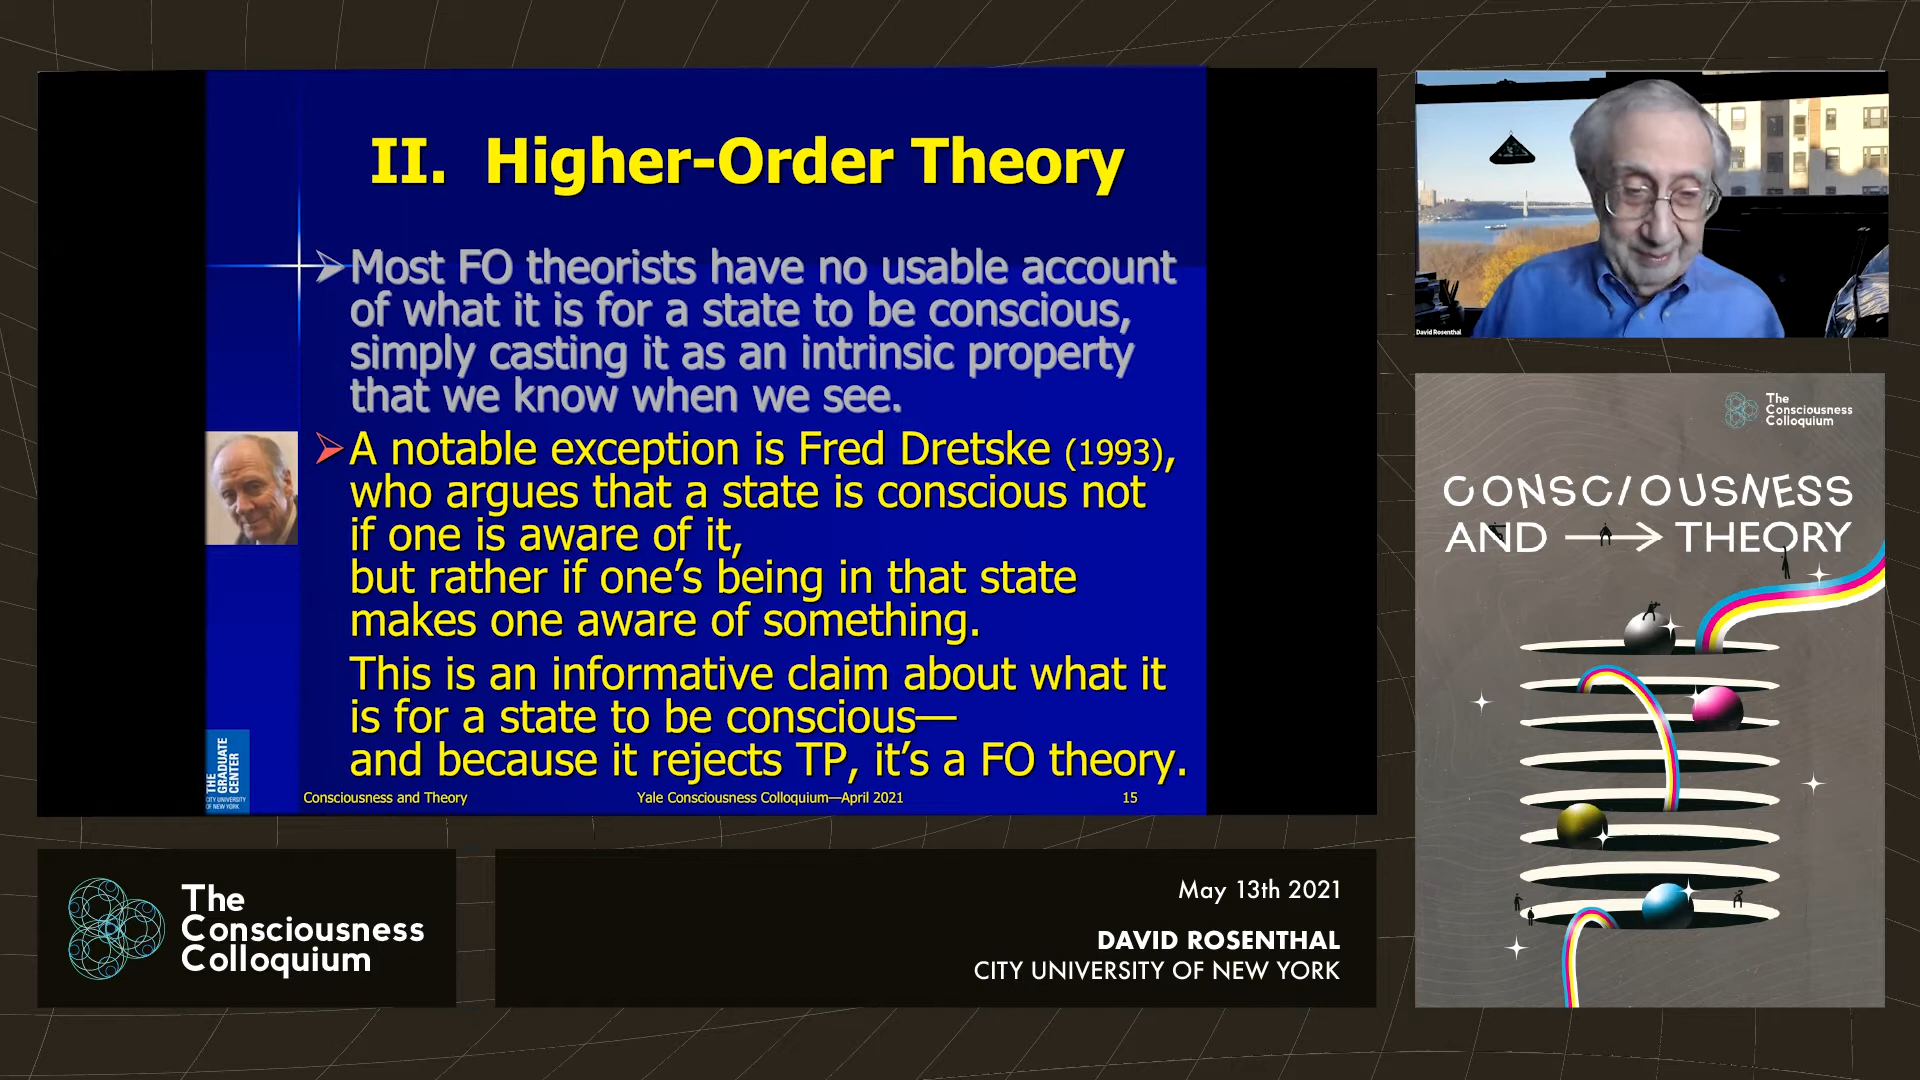 II. Higher-Order Theory
Most FO theorists have no usable account
of what it is for a state to be conscious,
simply casting it as an intrinsic property
that we know when we see.
A notable exception is Fred Dretske (1993),
who argues that a state is conscious not
if one is aware of it,
but rather if one's being in that state
makes one aware of something.
This is an informative claim about what it
is for a state to be conscious—
and because it rejects TP, it's a FO theory.
THE
GRADUATE
CENTER
CITY UNIVERSITY
OF NEW YORK
Consciousness and Theory
Yale Consciousness Colloquium—April 2021
15
David Rosenthal
The
Consciousness
Colloquium
CONSCIOUSNESS
AND THEORY
The
Consciousness
Colloquium
May 13th 2021
DAVID ROSENTHAL
CITY UNIVERSITY OF NEW YORK